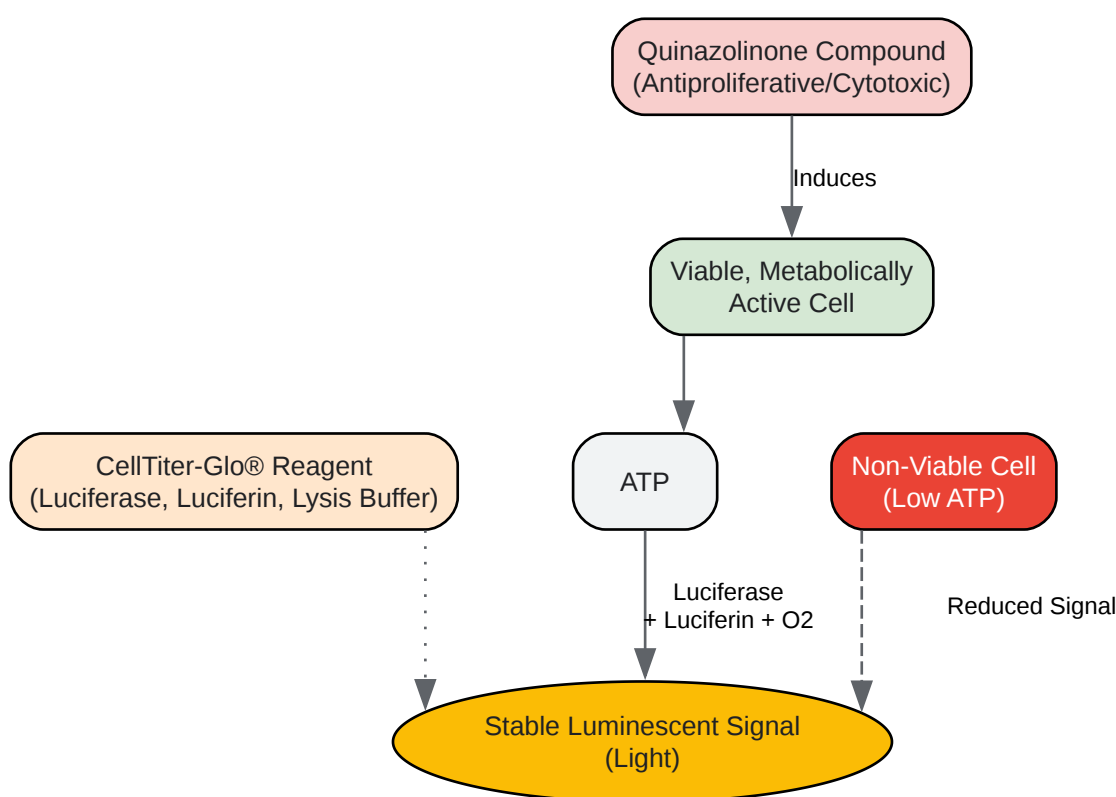 Quinazolinone Compound
(Antiproliferative/Cytotoxic)
Induces
Viable, Metabolically
Active Cell
CellTiter-Glo® Reagent
(Luciferase, Luciferin, Lysis Buffer)
ATP
Non-Viable Cell
(Low ATP)
Luciferase
+ Luciferin + O2
Reduced Signal
Stable Luminescent Signal
(Light)